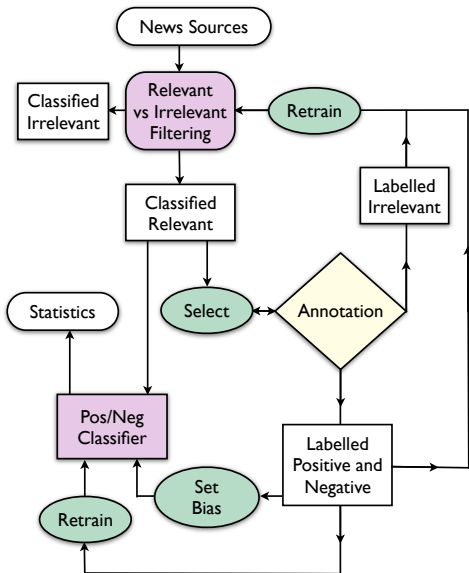 News Sources
Classified
Irrelevant
Relevant
vs Irrelevant
Filtering
Retrain
Classified
Relevant
Labelled
Irrelevant
Statistics
Select
Annotation
Pos/Neg
Classifier
Labelled
Positive and
Negative
Set
Bias
Retrain